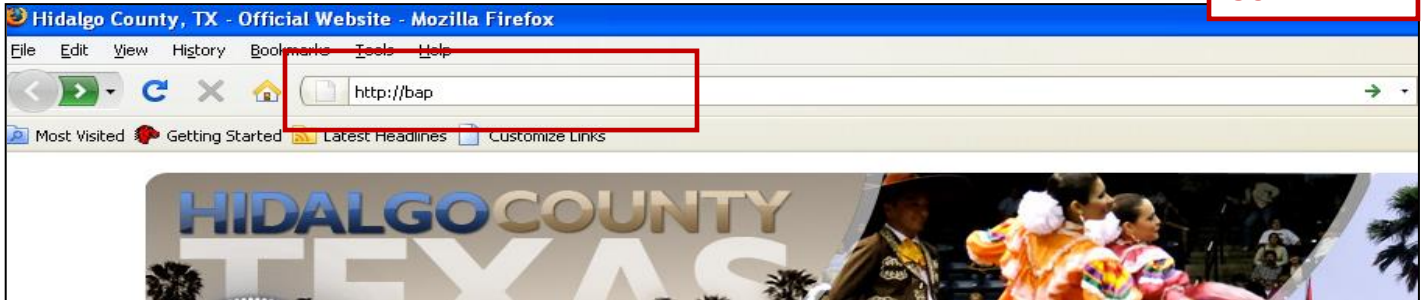 Hidalgo County, TX - Official Website - Mozilla Firefox
File Edit View History Bookmarks Tools Help
http://bap
Most Visited Getting Started Latest Headlines Customize Links
HIDALGO COUNTY
TEXAS